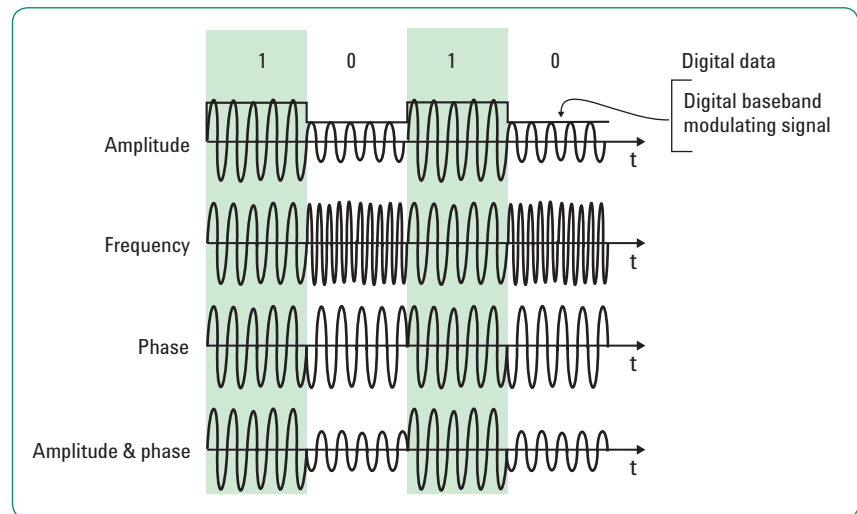 1 0 1 0 Digital data
Digital baseband
modulating signal
Amplitude
t
Frequency
t
Phase
t
Amplitude & phase
t